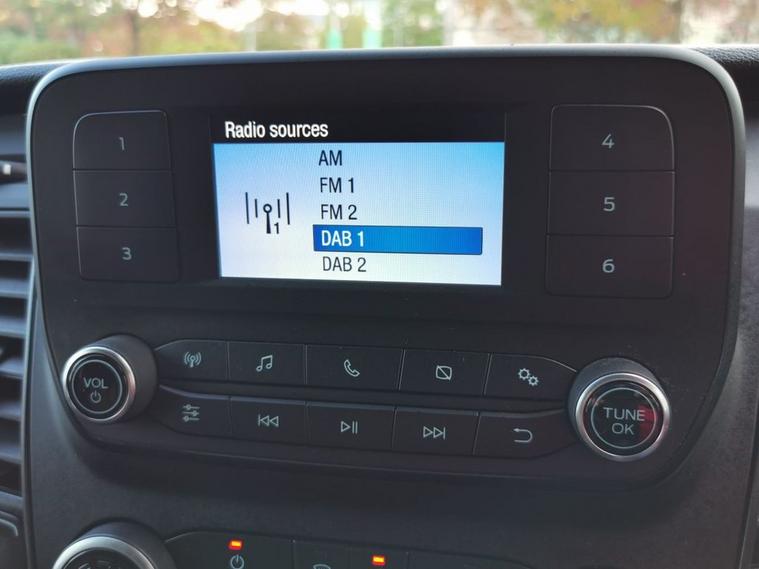 Radio sources
AM
FM 1
FM 2
DAB 1
DAB 2
1
1
2
3
4
5
6
VOL
TUNE
OK